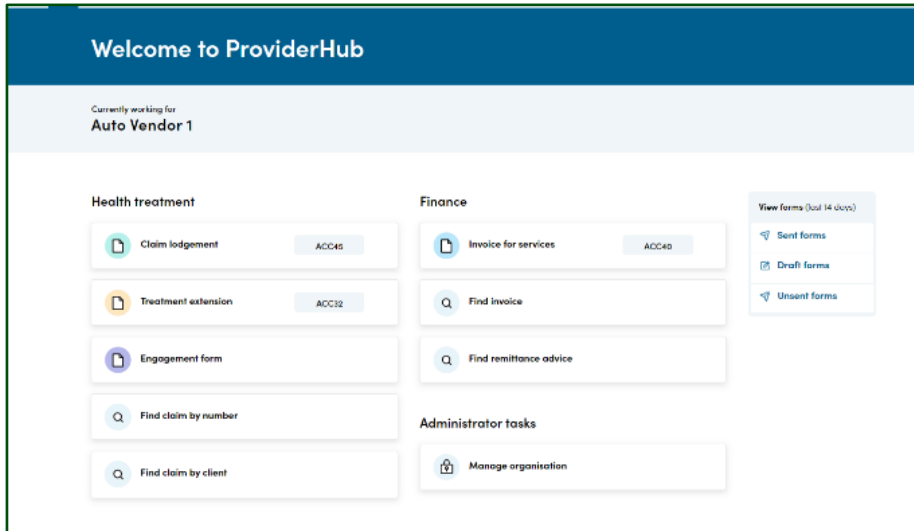 Welcome to ProviderHub
Currently working for
Auto Vendor 1
Health treatment
Claim lodgement ACC45
Treatment extension ACC32
Engagement form
Find claim by number
Find claim by client
Finance
Invoice for services ACC40
Find invoice
Find remittance advice
Administrator tasks
Manage organisation
View forms (last 14 days)
Sent forms
Draft forms
Unsent forms